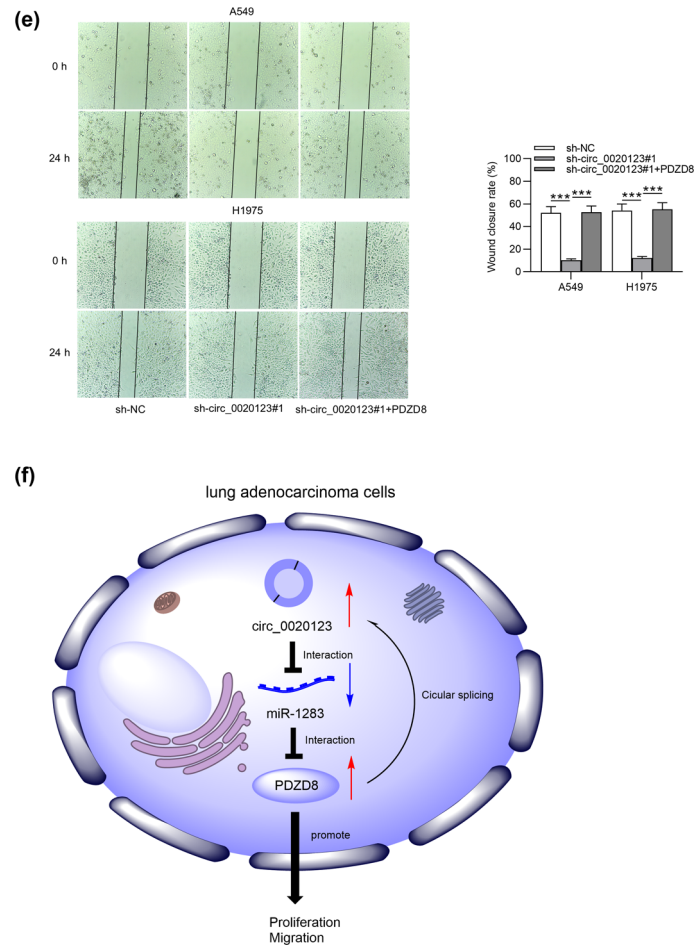 (e)
A549
0 h
24 h
H1975
0 h
24 h
sh-NC
sh-circ_0020123#1
sh-circ_0020123#1+PDZD8
sh-NC
sh-circ_0020123#1
sh-circ_0020123#1+PDZD8
Wound closure rate (%)
100
80
60
40
20
0
*** ***
*** ***
A549
H1975
(f)
lung adenocarcinoma cells
circ_0020123
Interaction
miR-1283
Interaction
PDZD8
Cicular splicing
promote
Proliferation
Migration